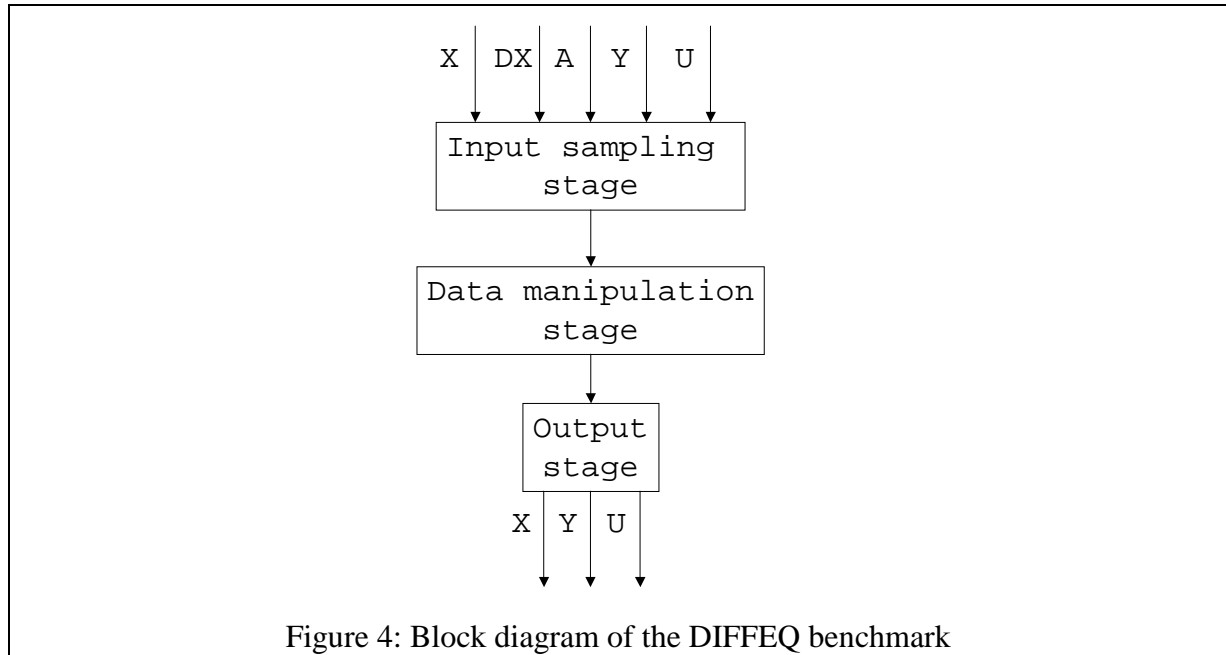 X DX A Y U
Input sampling
stage
Data manipulation
stage
Output
stage
X Y U
Figure 4: Block diagram of the DIFFEQ benchmark